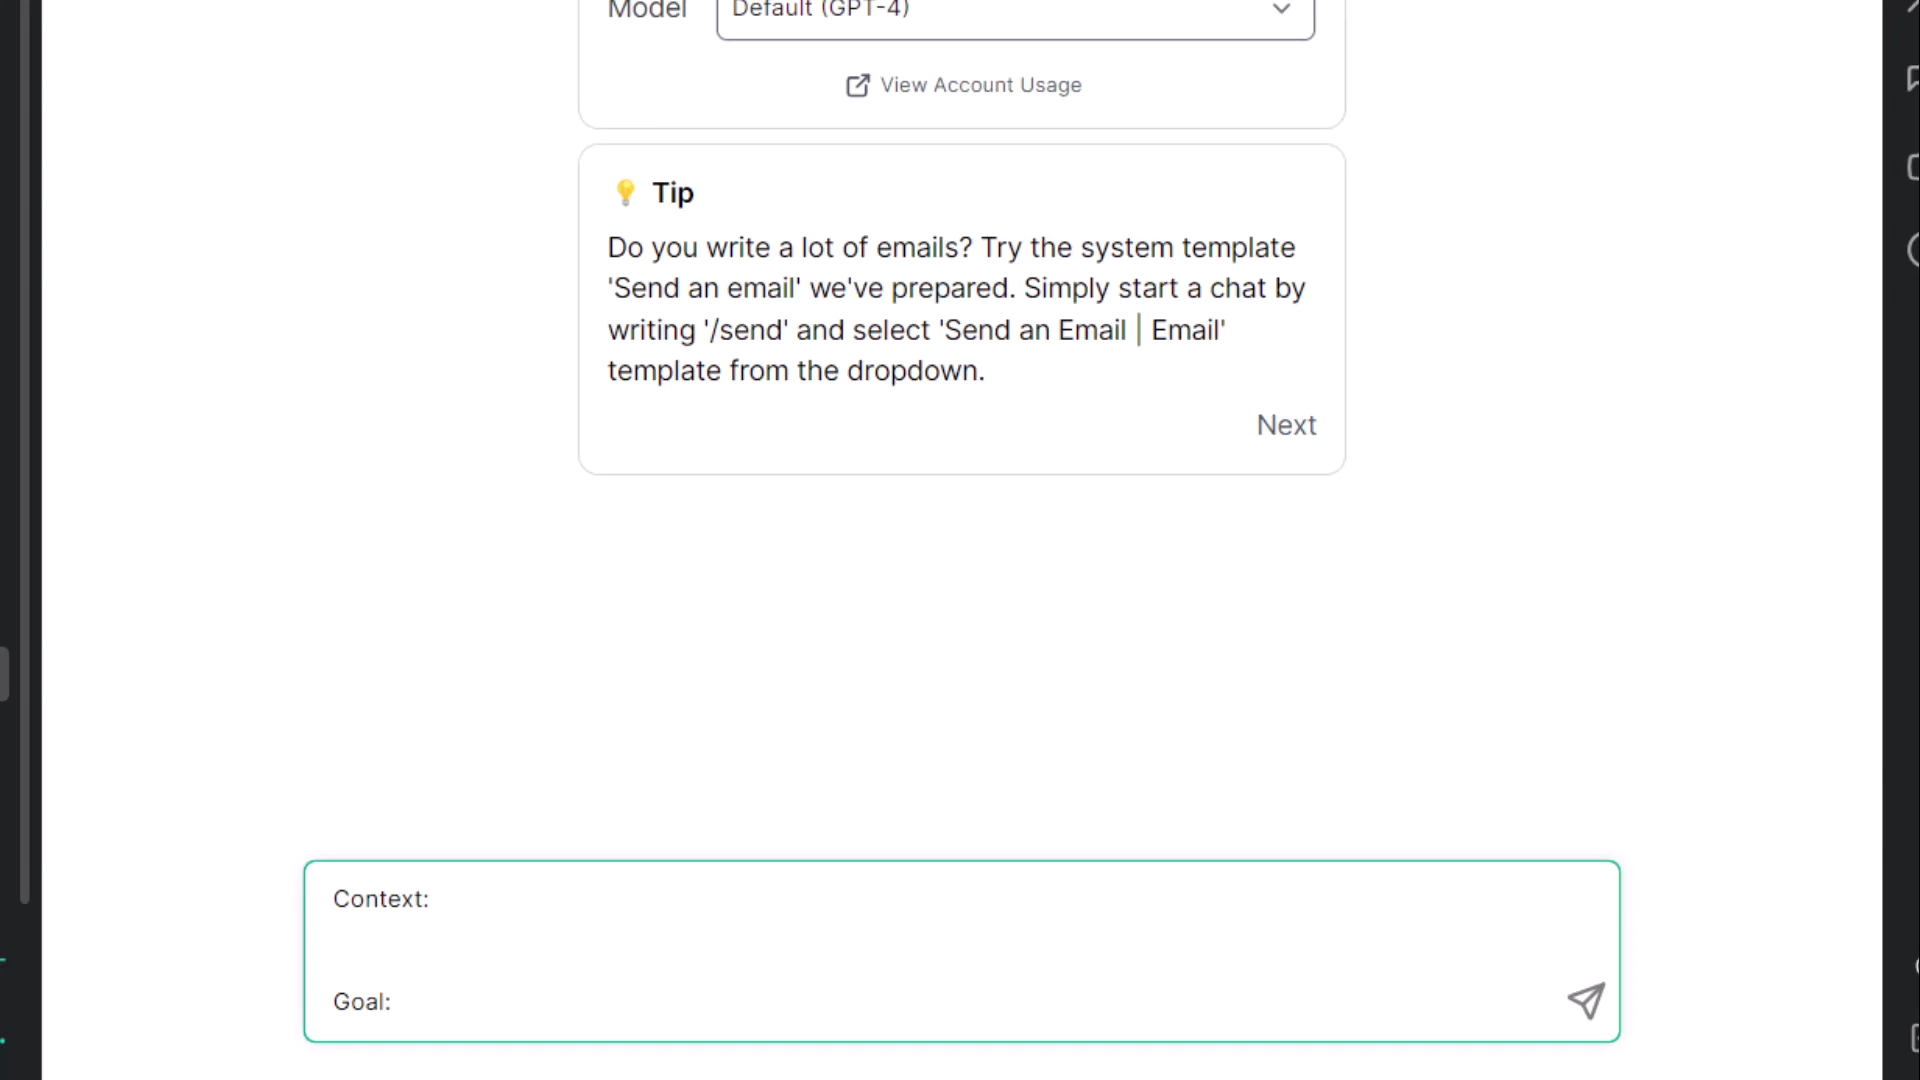 Model
Default (GPT-4)
View Account Usage
Tip
Do you write a lot of emails? Try the system template
'Send an email' we've prepared. Simply start a chat by
writing '/send' and select 'Send an Email | Email'
template from the dropdown.
Next
Context:
Goal: